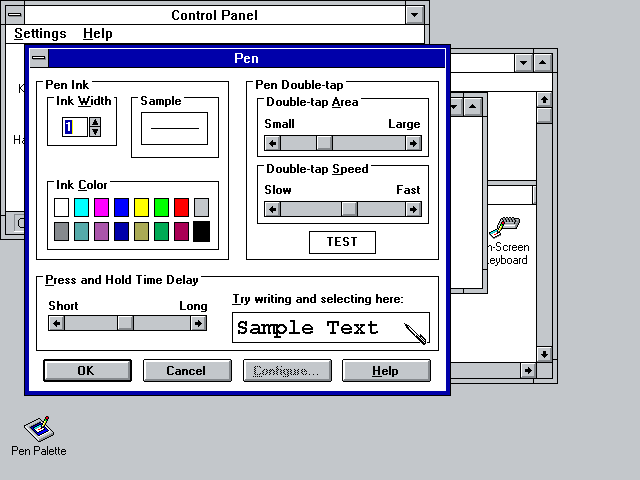 Control Panel
Settings Help
Pen
Pen Ink
Ink Width
1
Sample
Ink Color
Pen Double-tap
Double-tap Area
Small Large
Double-tap Speed
Slow Fast
TEST
Press and Hold Time Delay
Short Long
Try writing and selecting here:
Sample Text
OK Cancel Configure... Help
n-Screen
eyboard
Pen Palette